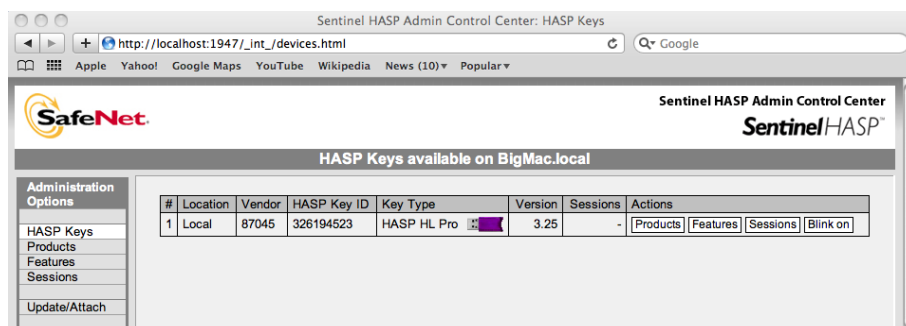 Sentinel HASP Admin Control Center: HASP Keys
http://localhost:1947/_int_/devices.html
Google
Apple Yahoo! Google Maps YouTube Wikipedia News (10) Popular
SafeNet.
Sentinel HASP Admin Control Center
Sentinel HASP™
HASP Keys available on BigMac.local
Administration
Options
HASP Keys
Products
Features
Sessions
Update/Attach
# Location Vendor HASP Key ID Key Type Version Sessions Actions
1 Local 87045 326194523 HASP HL Pro 3.25 - Products Features Sessions Blink on